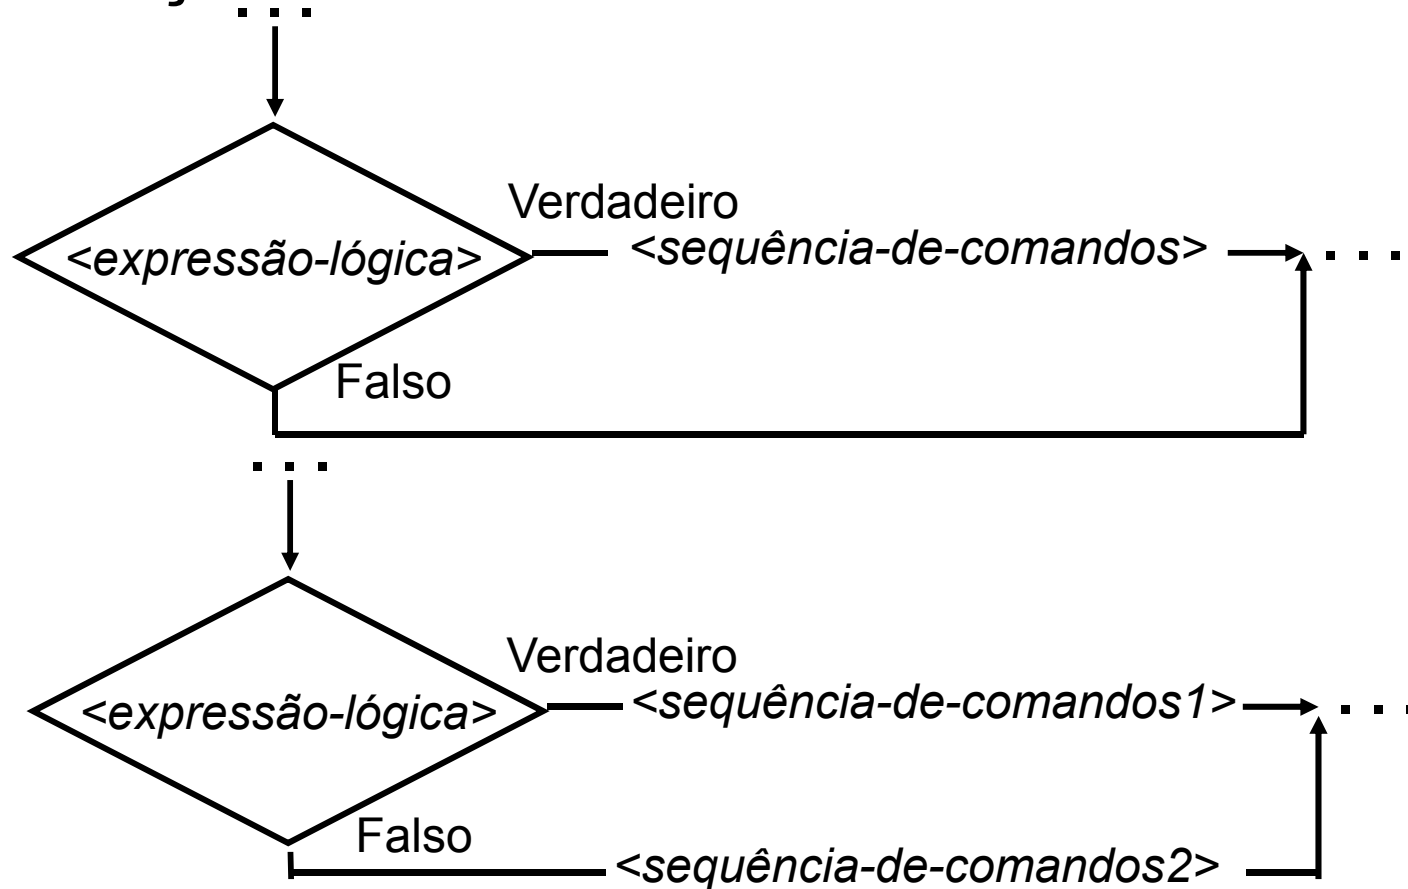 . . .
Verdadeiro
<expressão-lógica> <sequência-de-comandos> . . .
Falso
. . .
Verdadeiro
<expressão-lógica> <sequência-de-comandos1> . . .
Falso
<sequência-de-comandos2>